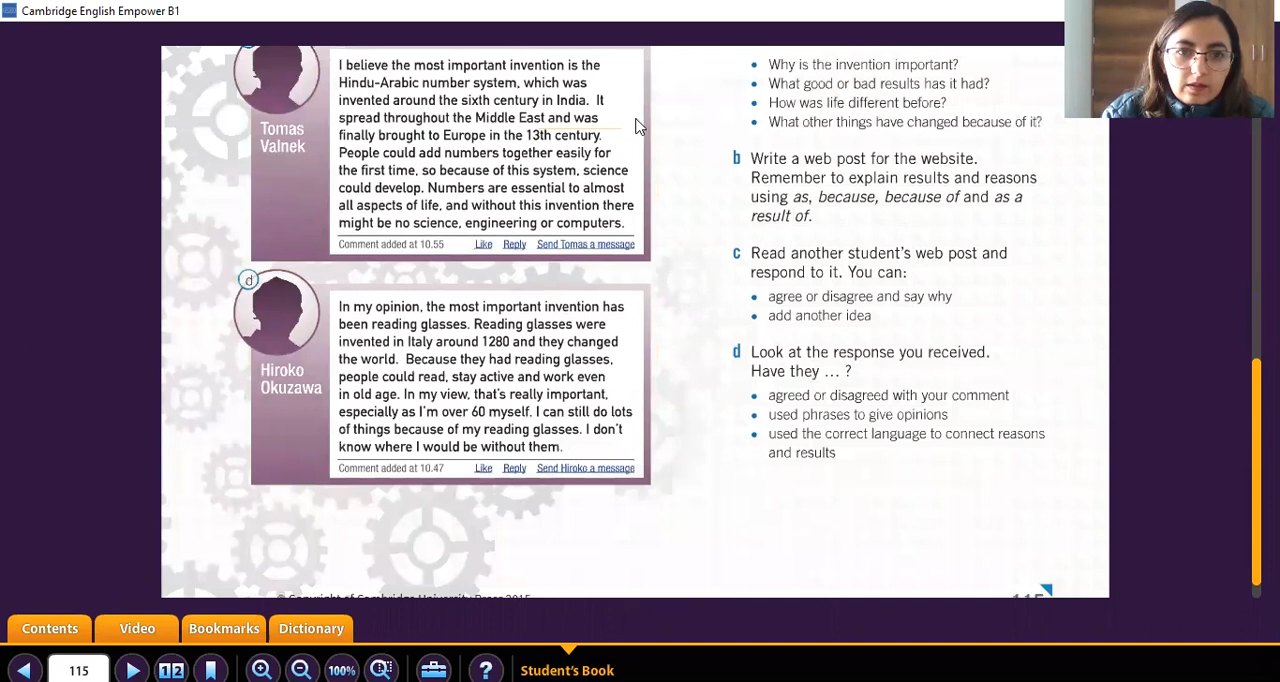 Cambridge English Empower B1
I believe the most important invention is the
Hindu-Arabic number system, which was
invented around the sixth century in India. It
spread throughout the Middle East and was
finally brought to Europe in the 13th century.
People could add numbers together easily for
the first time, so because of this system, science
could develop. Numbers are essential to almost
all aspects of life, and without this invention there
might be no science, engineering or computers.
Tomas
Valnek
Comment added at 10.55 Like Reply Send Tomas a message
d
In my opinion, the most important invention has
been reading glasses. Reading glasses were
invented in Italy around 1280 and they changed
the world. Because they had reading glasses,
people could read, stay active and work even
in old age. In my view, that's really important,
especially as I'm over 60 myself. I can still do lots
of things because of my reading glasses. I don't
know where I would be without them.
Hiroko
Okuzawa
Comment added at 10.47 Like Reply Send Hiroko a message
• Why is the invention important?
• What good or bad results has it had?
• How was life different before?
• What other things have changed because of it?
b Write a web post for the website.
Remember to explain results and reasons
using as, because, because of and as a
result of.
c Read another student's web post and
respond to it. You can:
• agree or disagree and say why
• add another idea
d Look at the response you received.
Have they … ?
• agreed or disagreed with your comment
• used phrases to give opinions
• used the correct language to connect reasons
and results
© Copyright of Cambridge University Press 2015
115
Contents Video Bookmarks Dictionary
115 12 100% ? Student's Book